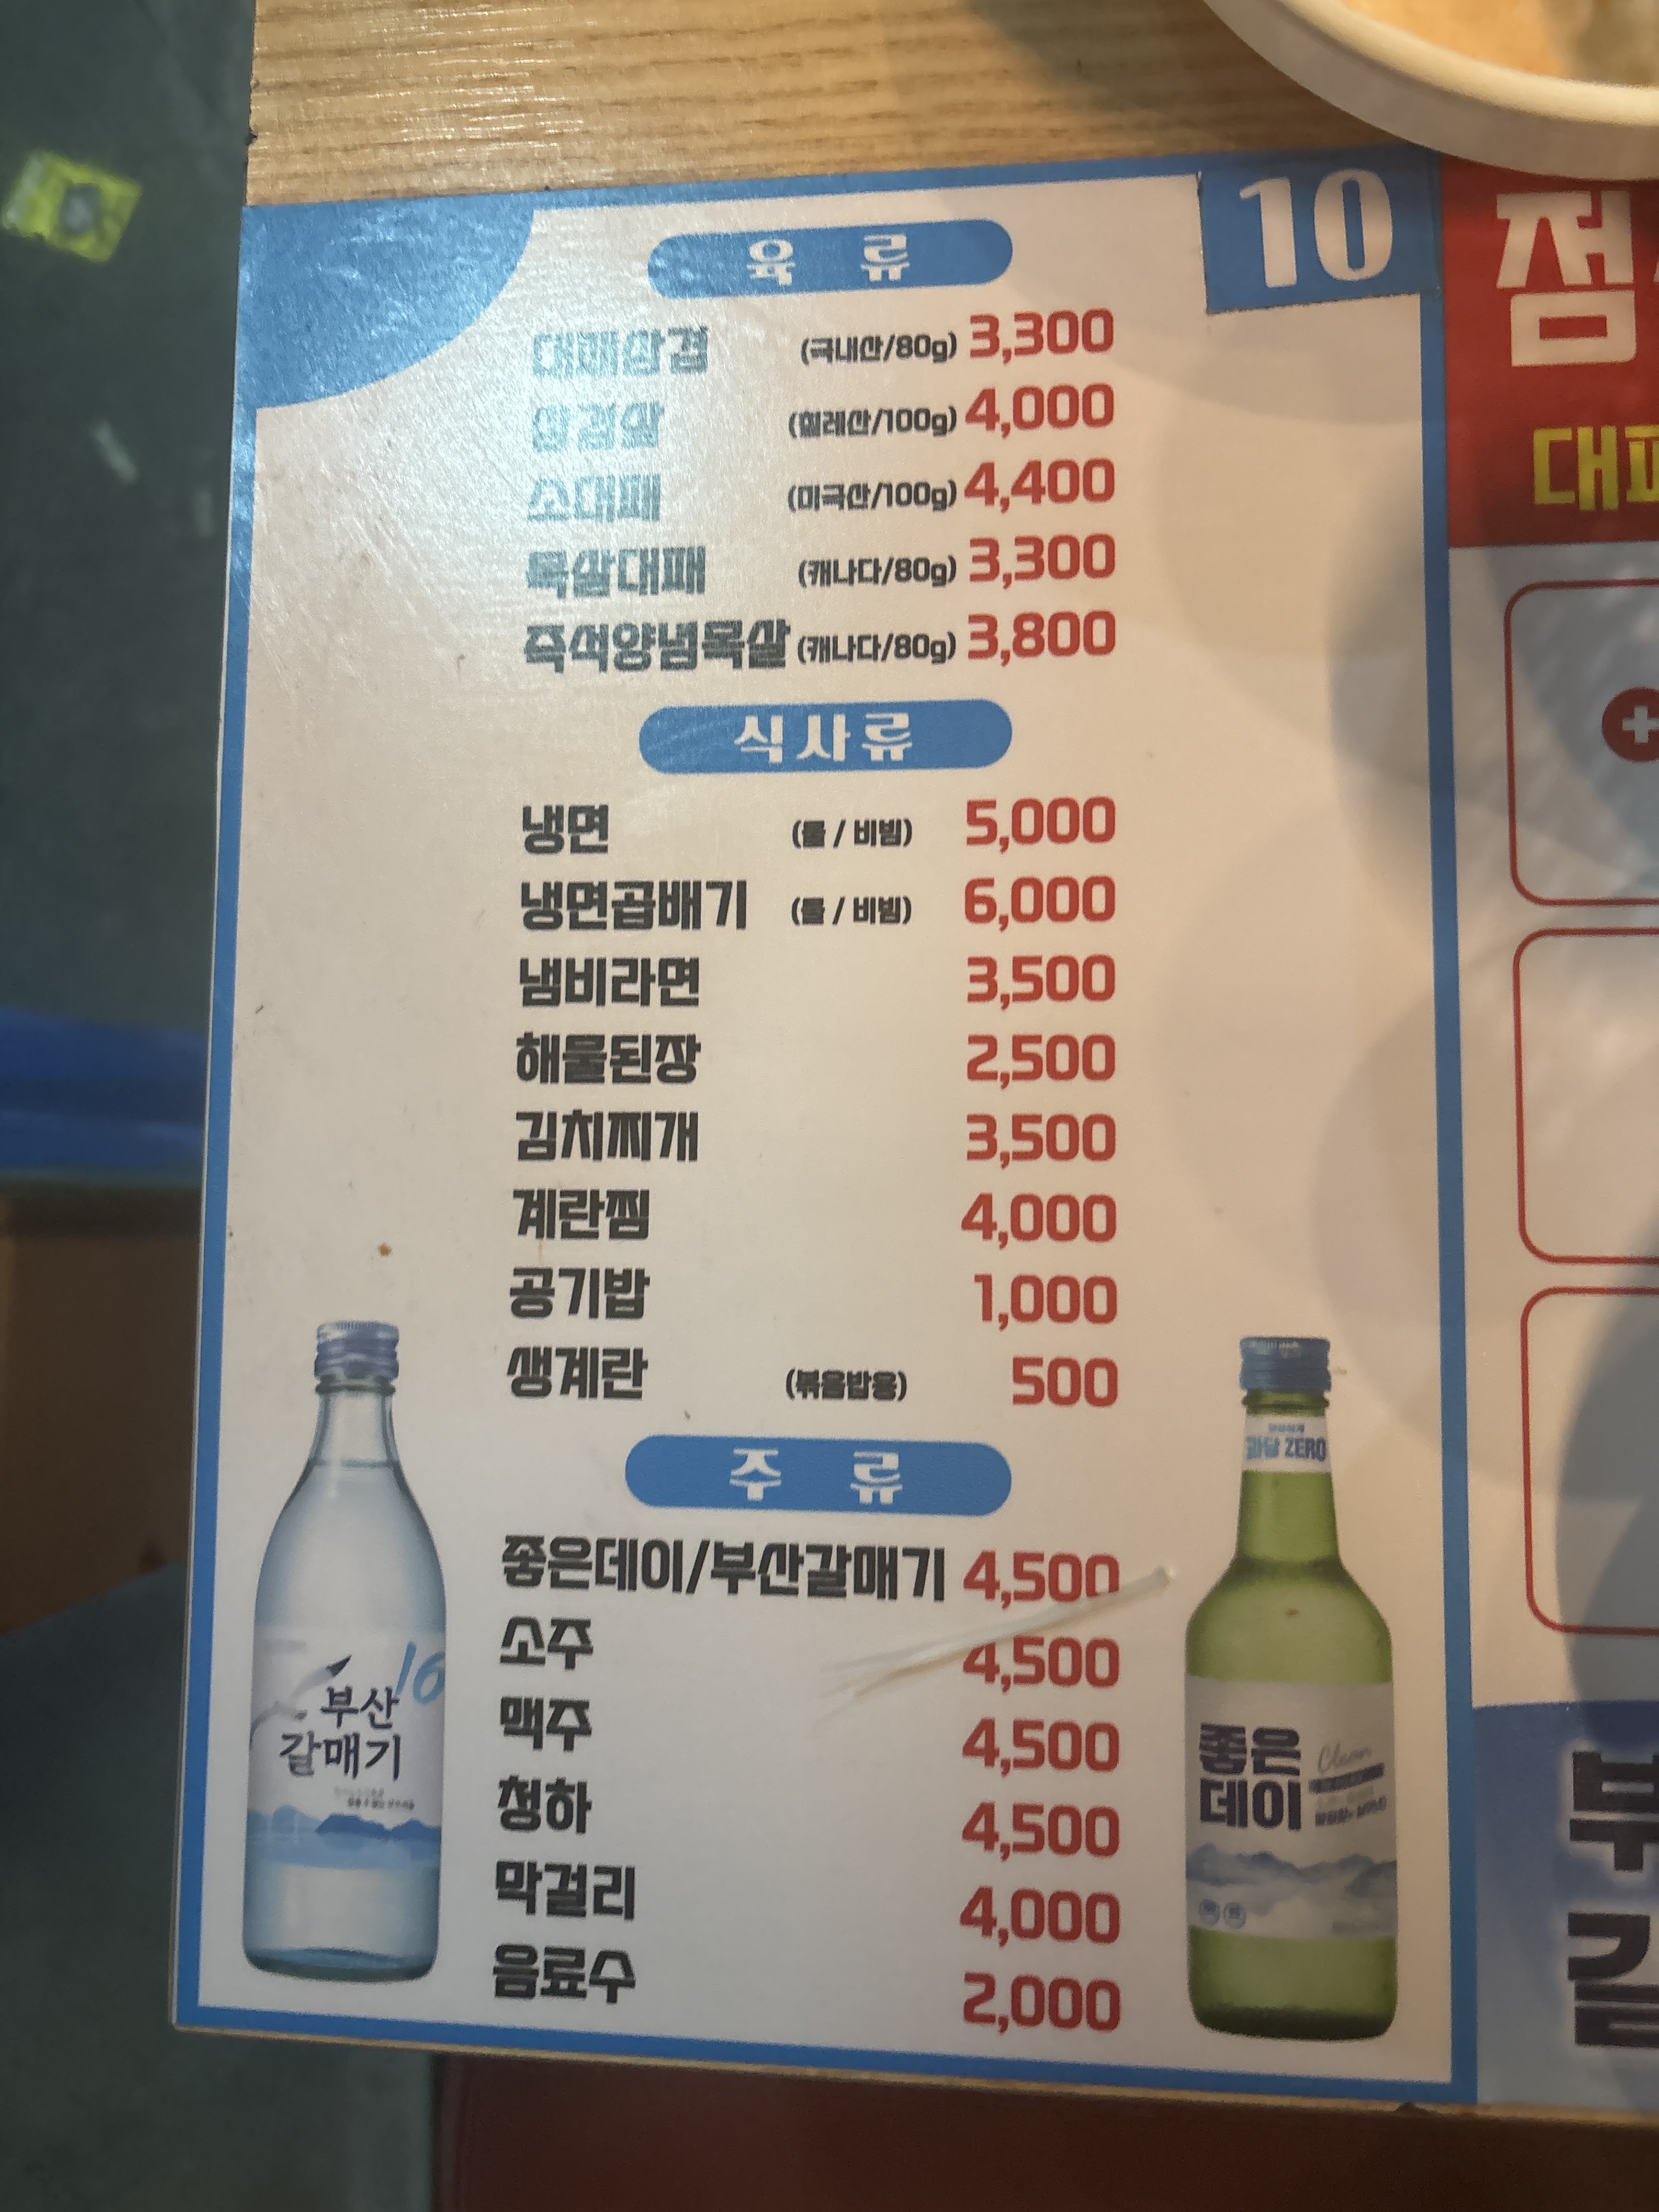 10
육 류
대패삼겹 (국내산/80g) 3,300
삼겹살 (칠레산/100g) 4,000
소대패 (미국산/100g) 4,400
목살대패 (캐나다/80g) 3,300
즉석양념목살 (캐나다/80g) 3,800
식사류
냉면 (물 / 비빔) 5,000
냉면곱배기 (물 / 비빔) 6,000
냄비라면 3,500
해물된장 2,500
김치찌개 3,500
계란찜 4,000
공기밥 1,000
생계란 (볶음밥용) 500
주 류
좋은데이/부산갈매기 4,500
소주 4,500
맥주 4,500
청하 4,500
막걸리 4,000
음료수 2,000
16
부산
갈매기
과당 ZERO
좋은
데이
Clean
점
대패
부
갈